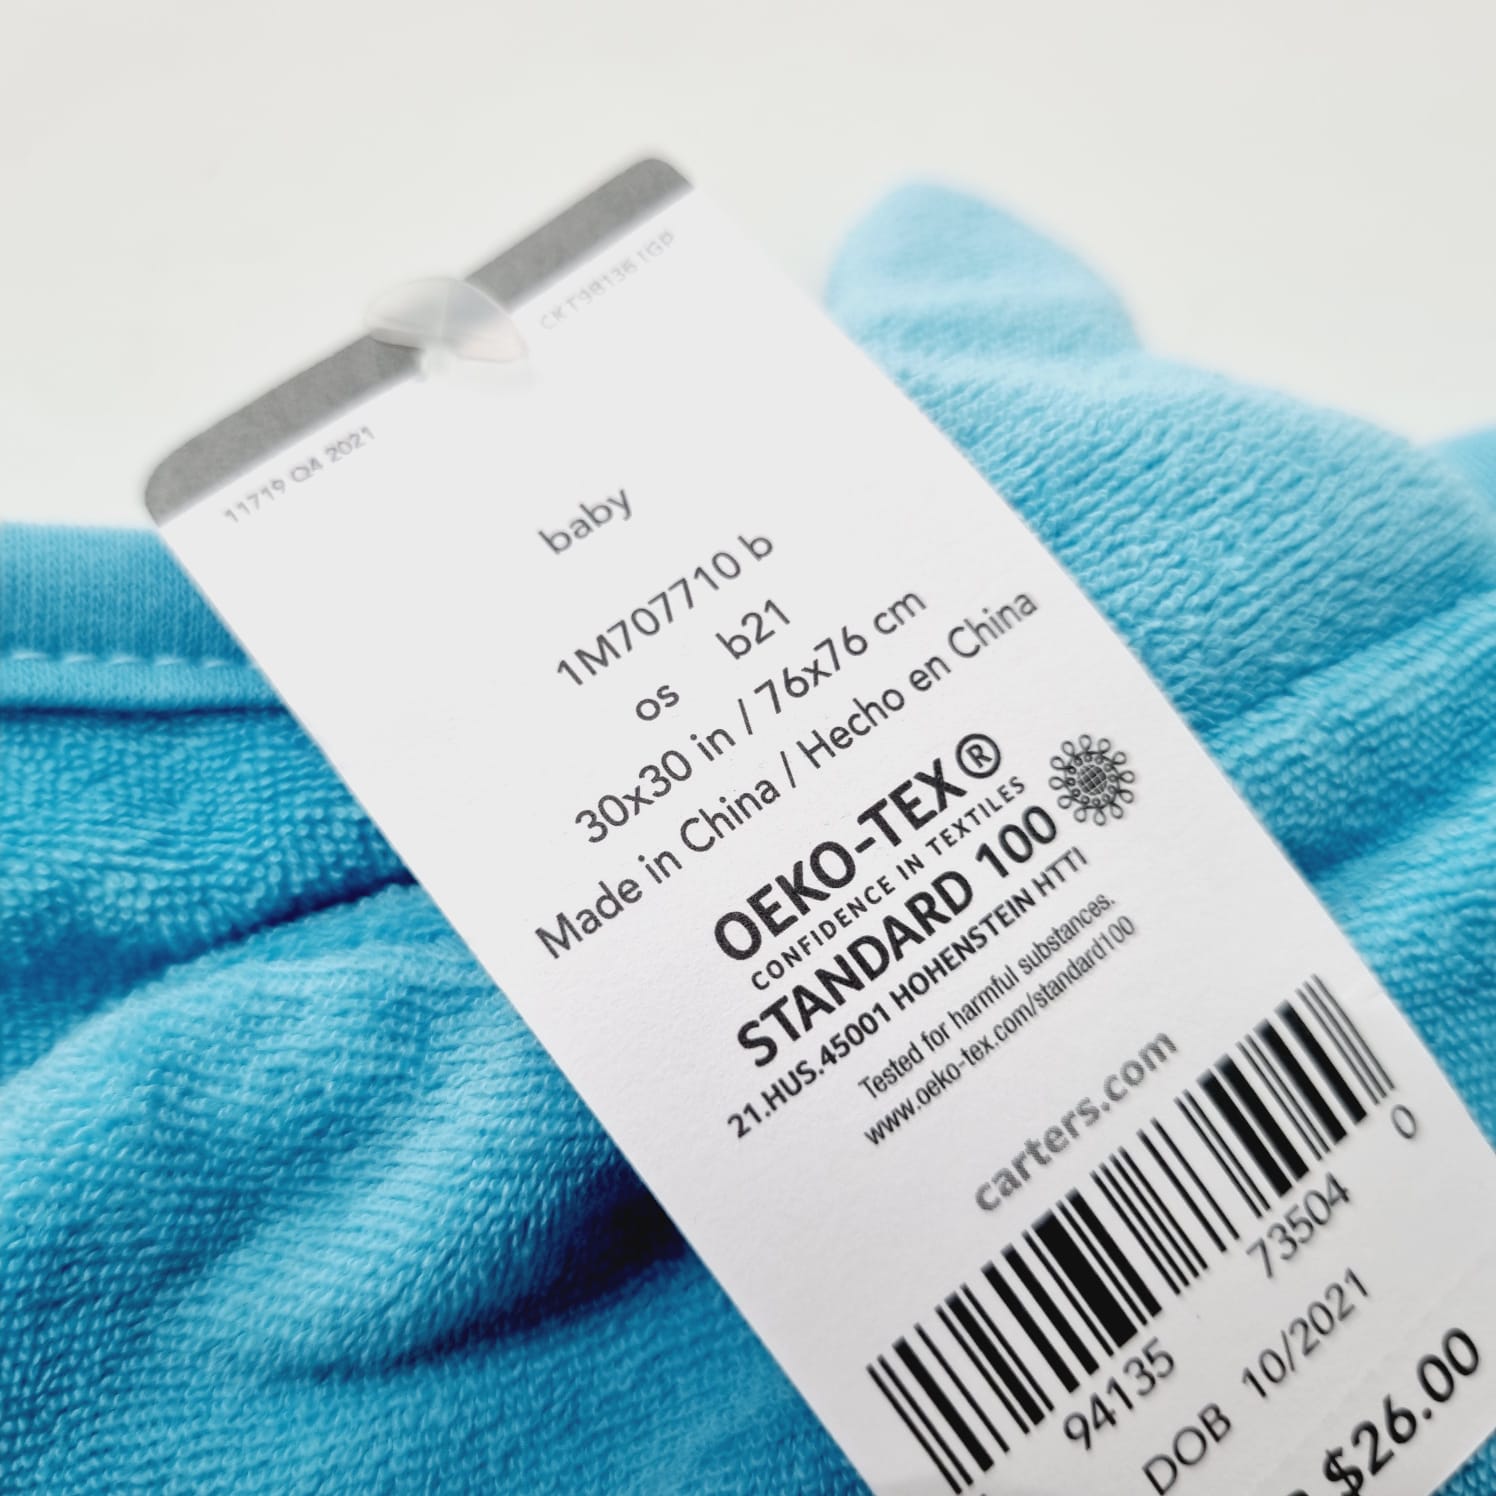 11719 Q4 2021
baby
1M707710 b
os b21
30x30 in / 76x76 cm
Made in China / Hecho en China
OEKO-TEX®
CONFIDENCE IN TEXTILES
STANDARD 100
21.HUS.45001 HOHENSTEIN HTTI
Tested for harmful substances.
www.oeko-tex.com/standard100
carters.com
94135 73504 0
DOB 10/2021
$26.00